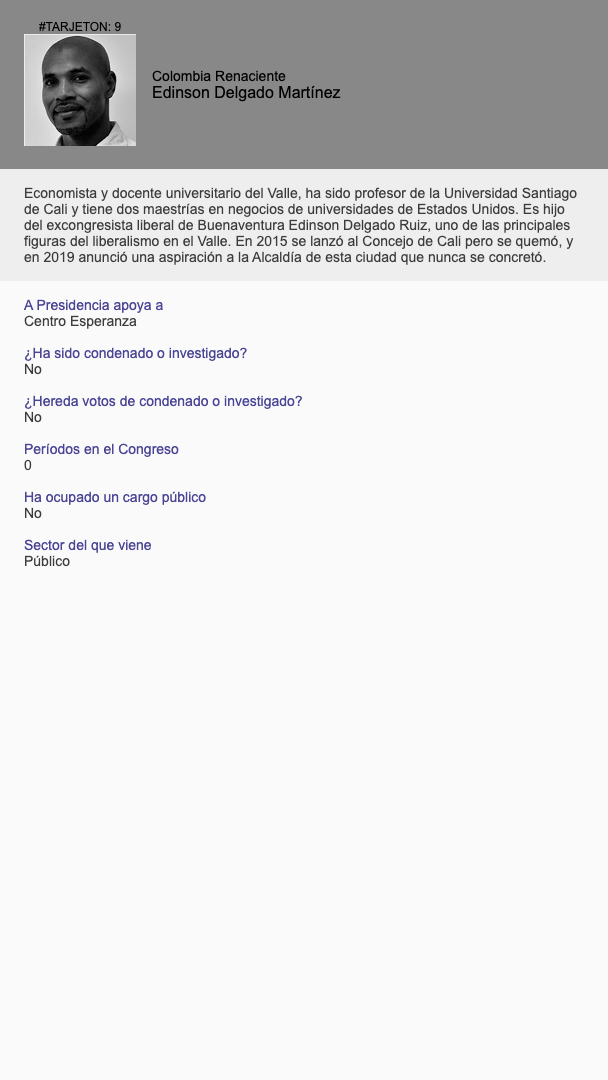 #TARJETON: 9
Colombia Renaciente
Edinson Delgado Martínez
Economista y docente universitario del Valle, ha sido profesor de la Universidad Santiago
de Cali y tiene dos maestrías en negocios de universidades de Estados Unidos. Es hijo
del excongresista liberal de Buenaventura Edinson Delgado Ruiz, uno de las principales
figuras del liberalismo en el Valle. En 2015 se lanzó al Concejo de Cali pero se quemó, y
en 2019 anunció una aspiración a la Alcaldía de esta ciudad que nunca se concretó.
A Presidencia apoya a
Centro Esperanza
¿Ha sido condenado o investigado?
No
¿Hereda votos de condenado o investigado?
No
Períodos en el Congreso
0
Ha ocupado un cargo público
No
Sector del que viene
Público